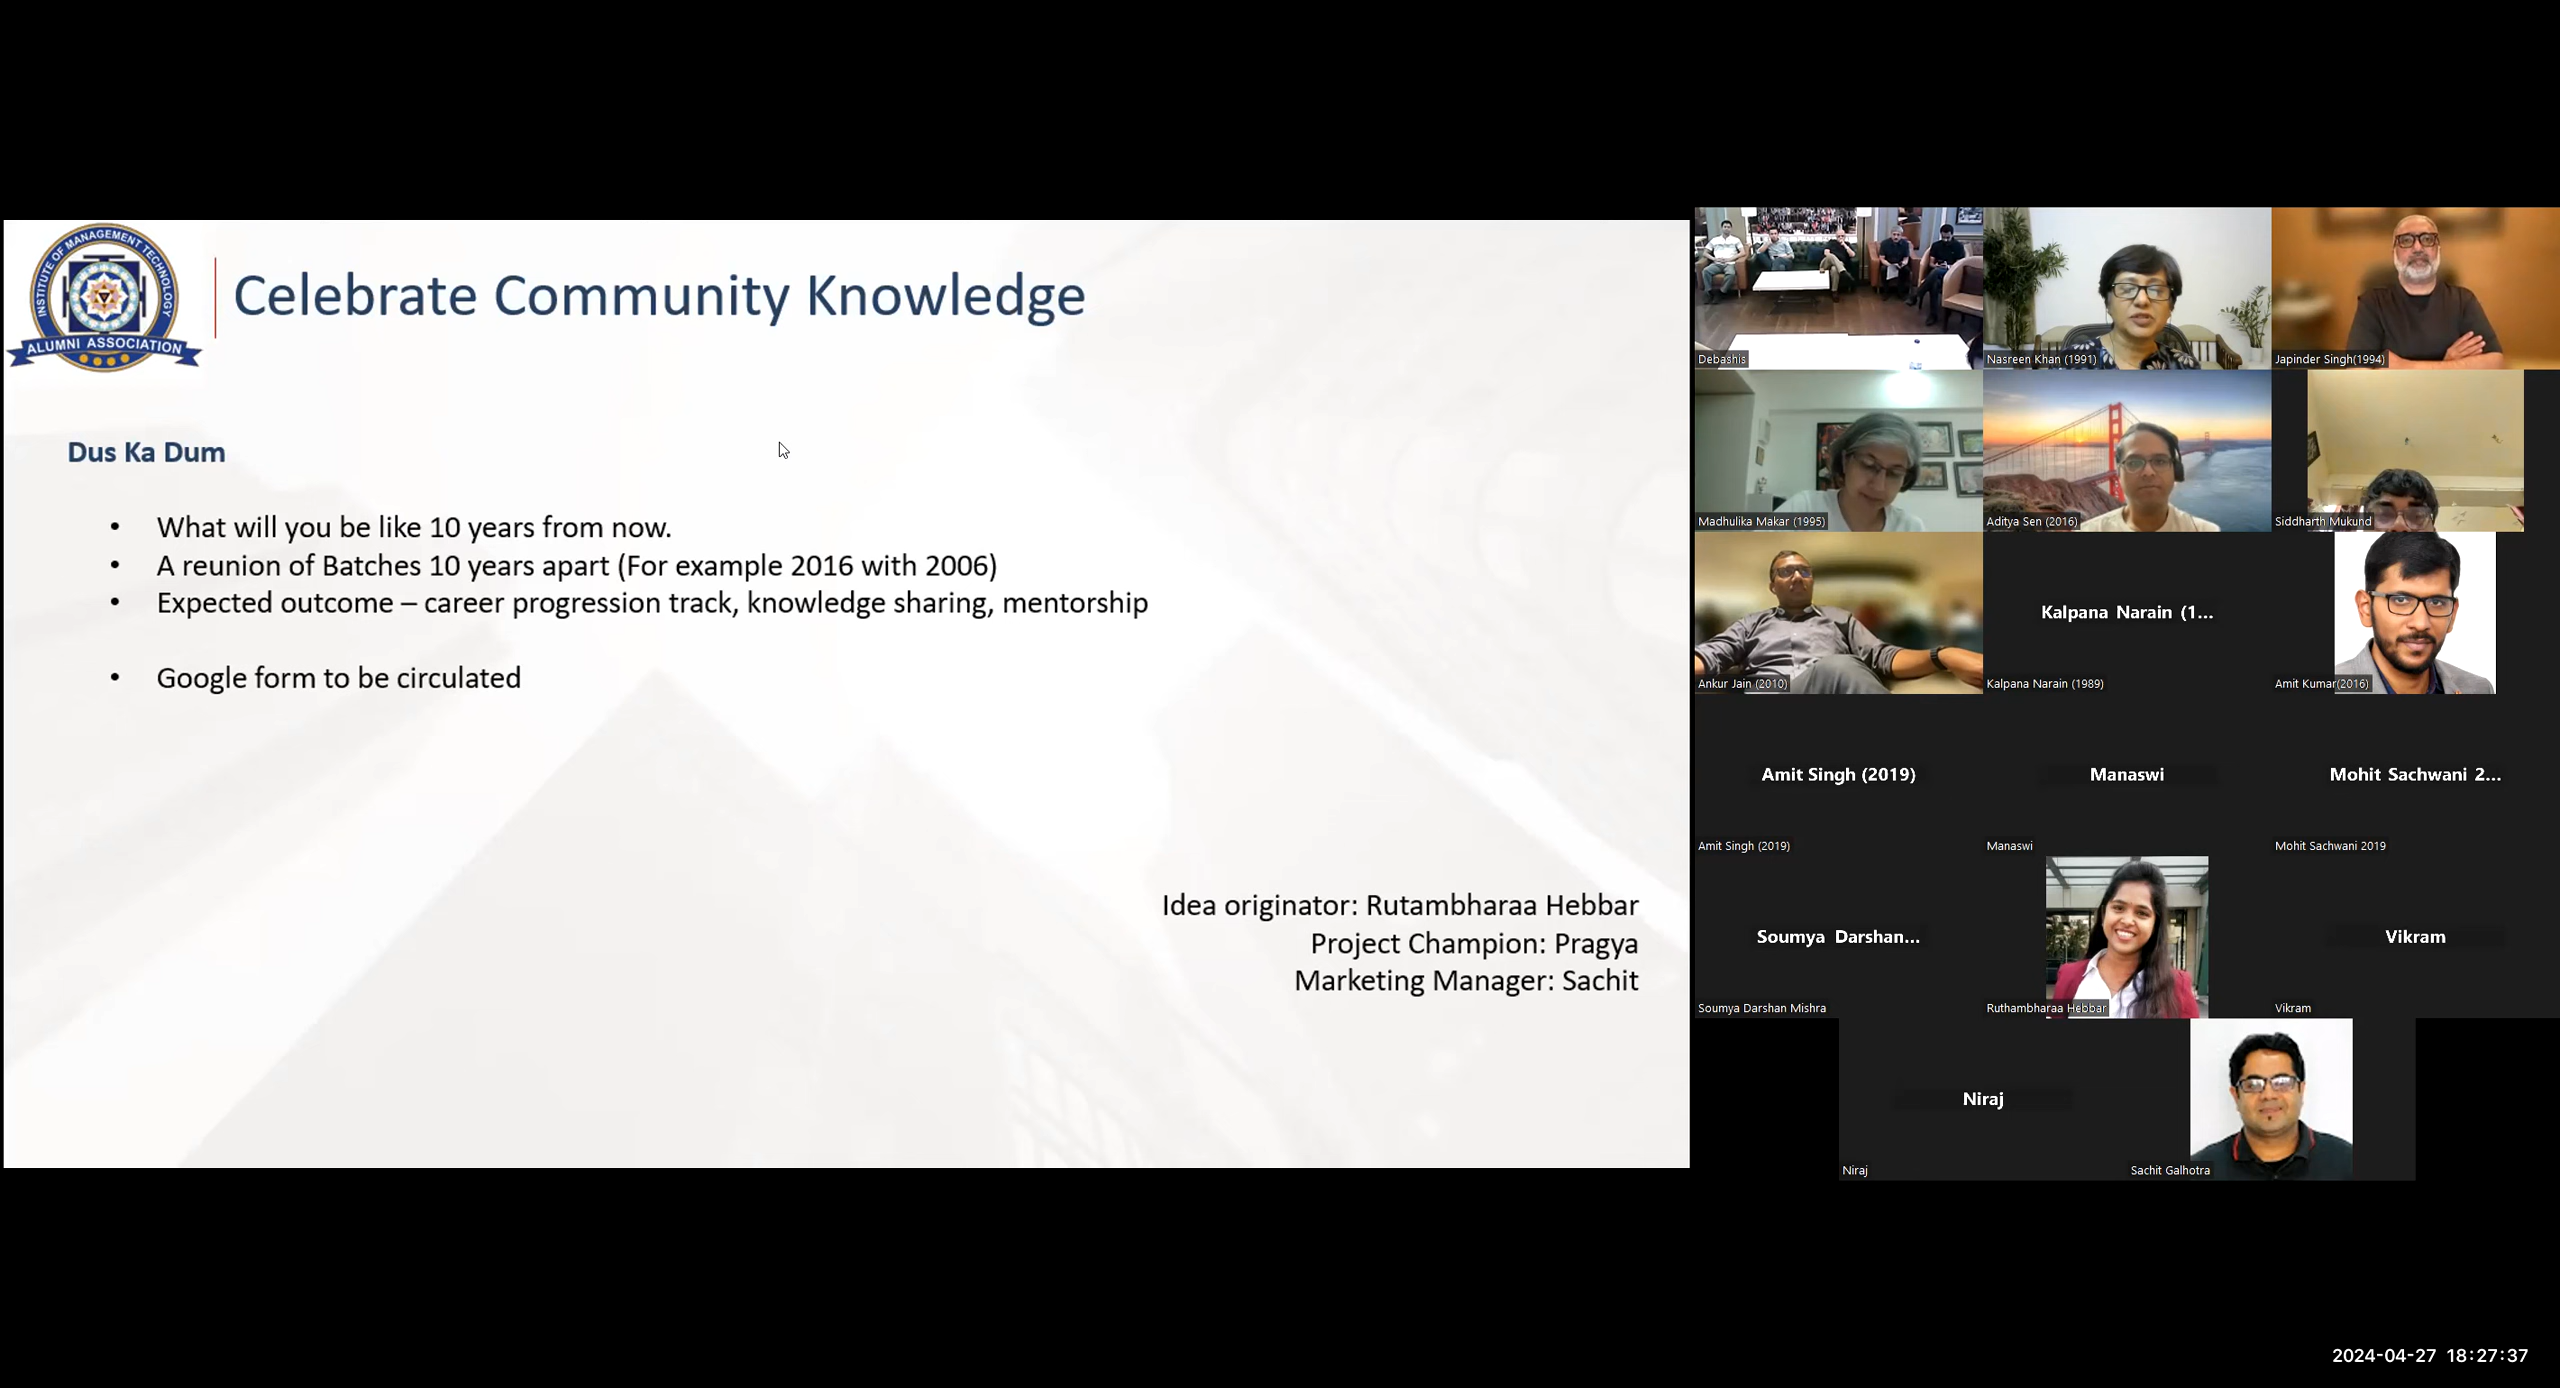 INSTITUTE OF MANAGEMENT TECHNOLOGY
ALUMNI ASSOCIATION
Celebrate Community Knowledge
Dus Ka Dum
• What will you be like 10 years from now.
• A reunion of Batches 10 years apart (For example 2016 with 2006)
• Expected outcome – career progression track, knowledge sharing, mentorship
• Google form to be circulated
Idea originator: Rutambharaa Hebbar
Project Champion: Pragya
Marketing Manager: Sachit
Debashis
Nasreen Khan (1991)
Japinder Singh(1994)
Madhulika Makar (1995)
Aditya Sen (2016)
Siddharth Mukund
Ankur Jain (2010)
Kalpana Narain (1...
Kalpana Narain (1989)
Amit Kumar(2016)
Amit Singh (2019)
Amit Singh (2019)
Manaswi
Manaswi
Mohit Sachwani 2...
Mohit Sachwani 2019
Soumya Darshan...
Soumya Darshan Mishra
Ruthambharaa Hebbar
Vikram
Vikram
Niraj
Niraj
Sachit Galhotra
2024-04-27 18:27:37